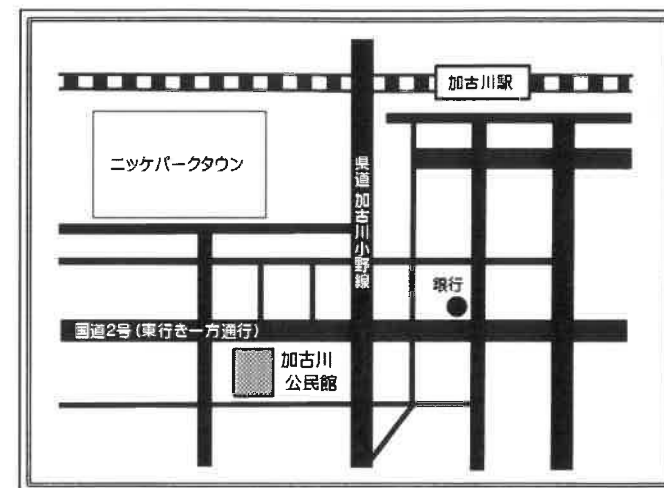 加古川駅
ニッケパークタウン
県道 加古川小野線
銀行
国道2号(東行き一方通行)
加古川
公民館